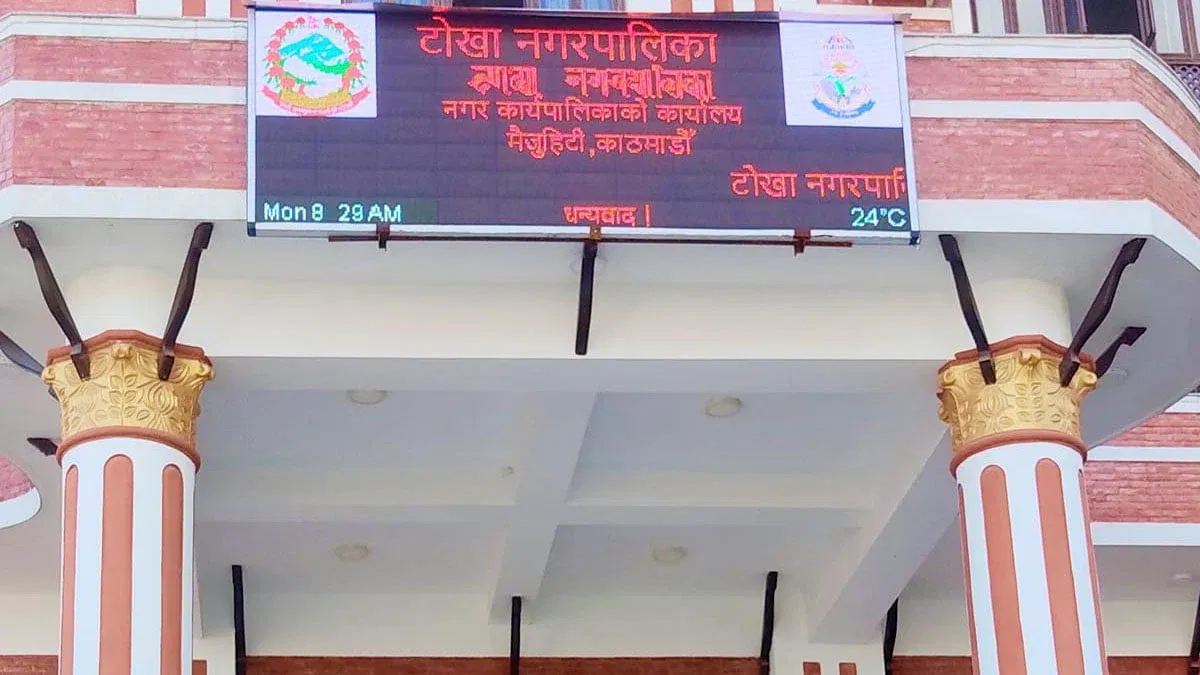 टोखा नगरपालिका
नगर कार्यपालिकाको कार्यालय
मैजुहिटी,काठमाडौँ
टोखा नगरपालि
Mon 8 29 AM
धन्यवाद ।
24°C